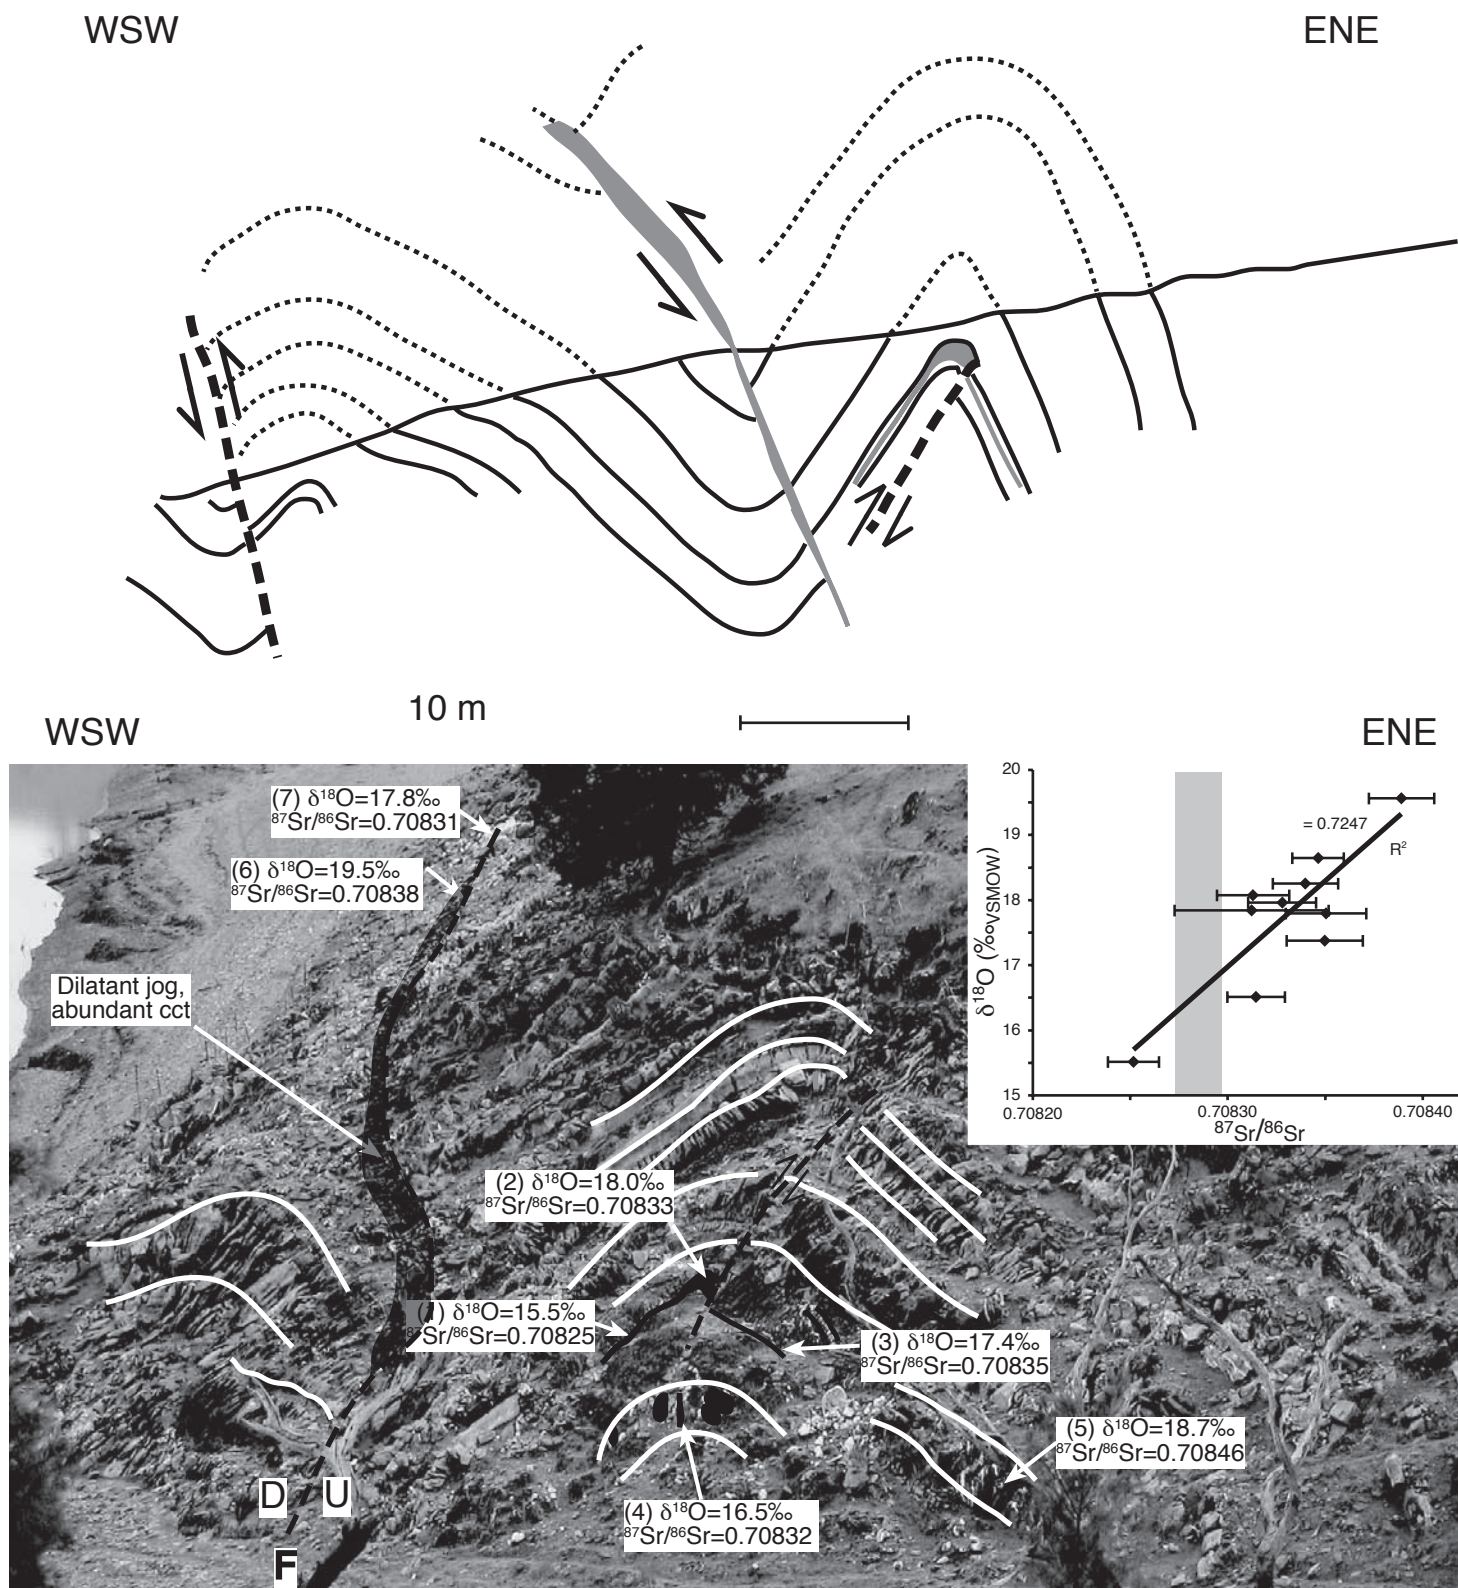 WSW
ENE
10 m
WSW
ENE
(7) δ¹⁸O=17.8‰
⁸⁷Sr/⁸⁶Sr=0.70831
(6) δ¹⁸O=19.5‰
⁸⁷Sr/⁸⁶Sr=0.70838
Dilatant jog,
abundant cct
(2) δ¹⁸O=18.0‰
⁸⁷Sr/⁸⁶Sr=0.70833
(1) δ¹⁸O=15.5‰
⁸⁷Sr/⁸⁶Sr=0.70825
(3) δ¹⁸O=17.4‰
⁸⁷Sr/⁸⁶Sr=0.70835
(5) δ¹⁸O=18.7‰
⁸⁷Sr/⁸⁶Sr=0.70846
(4) δ¹⁸O=16.5‰
⁸⁷Sr/⁸⁶Sr=0.70832
D
U
F
20
19
18
17
16
15
δ¹⁸O (‰VSMOW)
= 0.7247
R²
0.70820
0.70830
0.70840
⁸⁷Sr/⁸⁶Sr